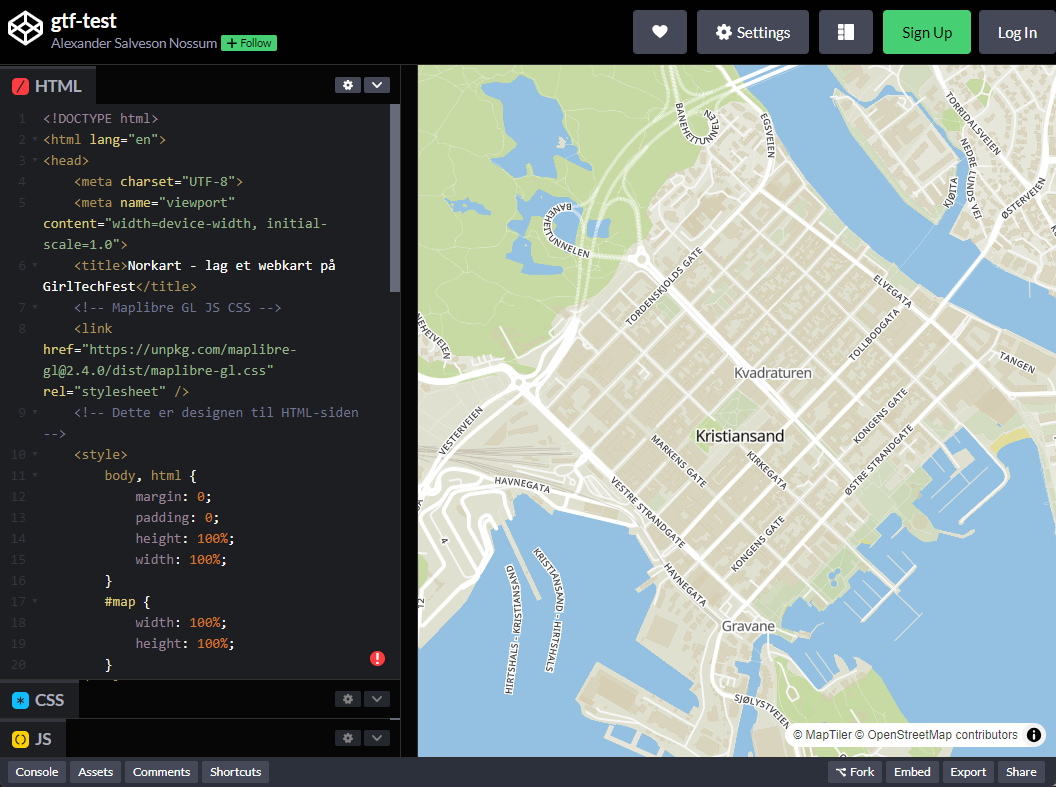 gtf-test
Alexander Salveson Nossum + Follow
Settings
Sign Up
Log In
HTML
1 <!DOCTYPE html>
2 <html lang="en">
3 <head>
4 <meta charset="UTF-8">
5 <meta name="viewport"
content="width=device-width, initial-
scale=1.0">
6 <title>Norkart - lag et webkart på
GirlTechFest</title>
7 <!-- Maplibre GL JS CSS -->
8 <link
href="https://unpkg.com/maplibre-
gl@2.4.0/dist/maplibre-gl.css"
rel="stylesheet" />
9 <!-- Dette er designen til HTML-siden
-->
10 <style>
11 body, html {
12 margin: 0;
13 padding: 0;
14 height: 100%;
15 width: 100%;
16 }
17 #map {
18 width: 100%;
19 height: 100%;
20 }
CSS
JS
BANEHEITUNNELEN
EGSVEIEN
TORRIDALSVEIEN
NEDRE LUNDS VEI
KJØITA
ØSTERVEIEN
BANEHEITUNNELEN
TORDENSKJOLDS GATE
ELVEGATA
TOLLBODGATA
NEHEIVEIEN
TANGEN
Kvadraturen
KONGENS GATE
VESTERVEIEN
Kristiansand
MARKENS GATE
KIRKEGATA
ØSTRE STRANDGATE
HAVNEGATA
VESTRE STRANDGATE
KONGENS GATE
4
HAVNEGATA
HIRTSHALS - KRISTIANSAND
KRISTIANSAND - HIRTSHALS
12
Gravane
SJØLYSTVEIEN
© MapTiler © OpenStreetMap contributors
Console
Assets
Comments
Shortcuts
Fork
Embed
Export
Share